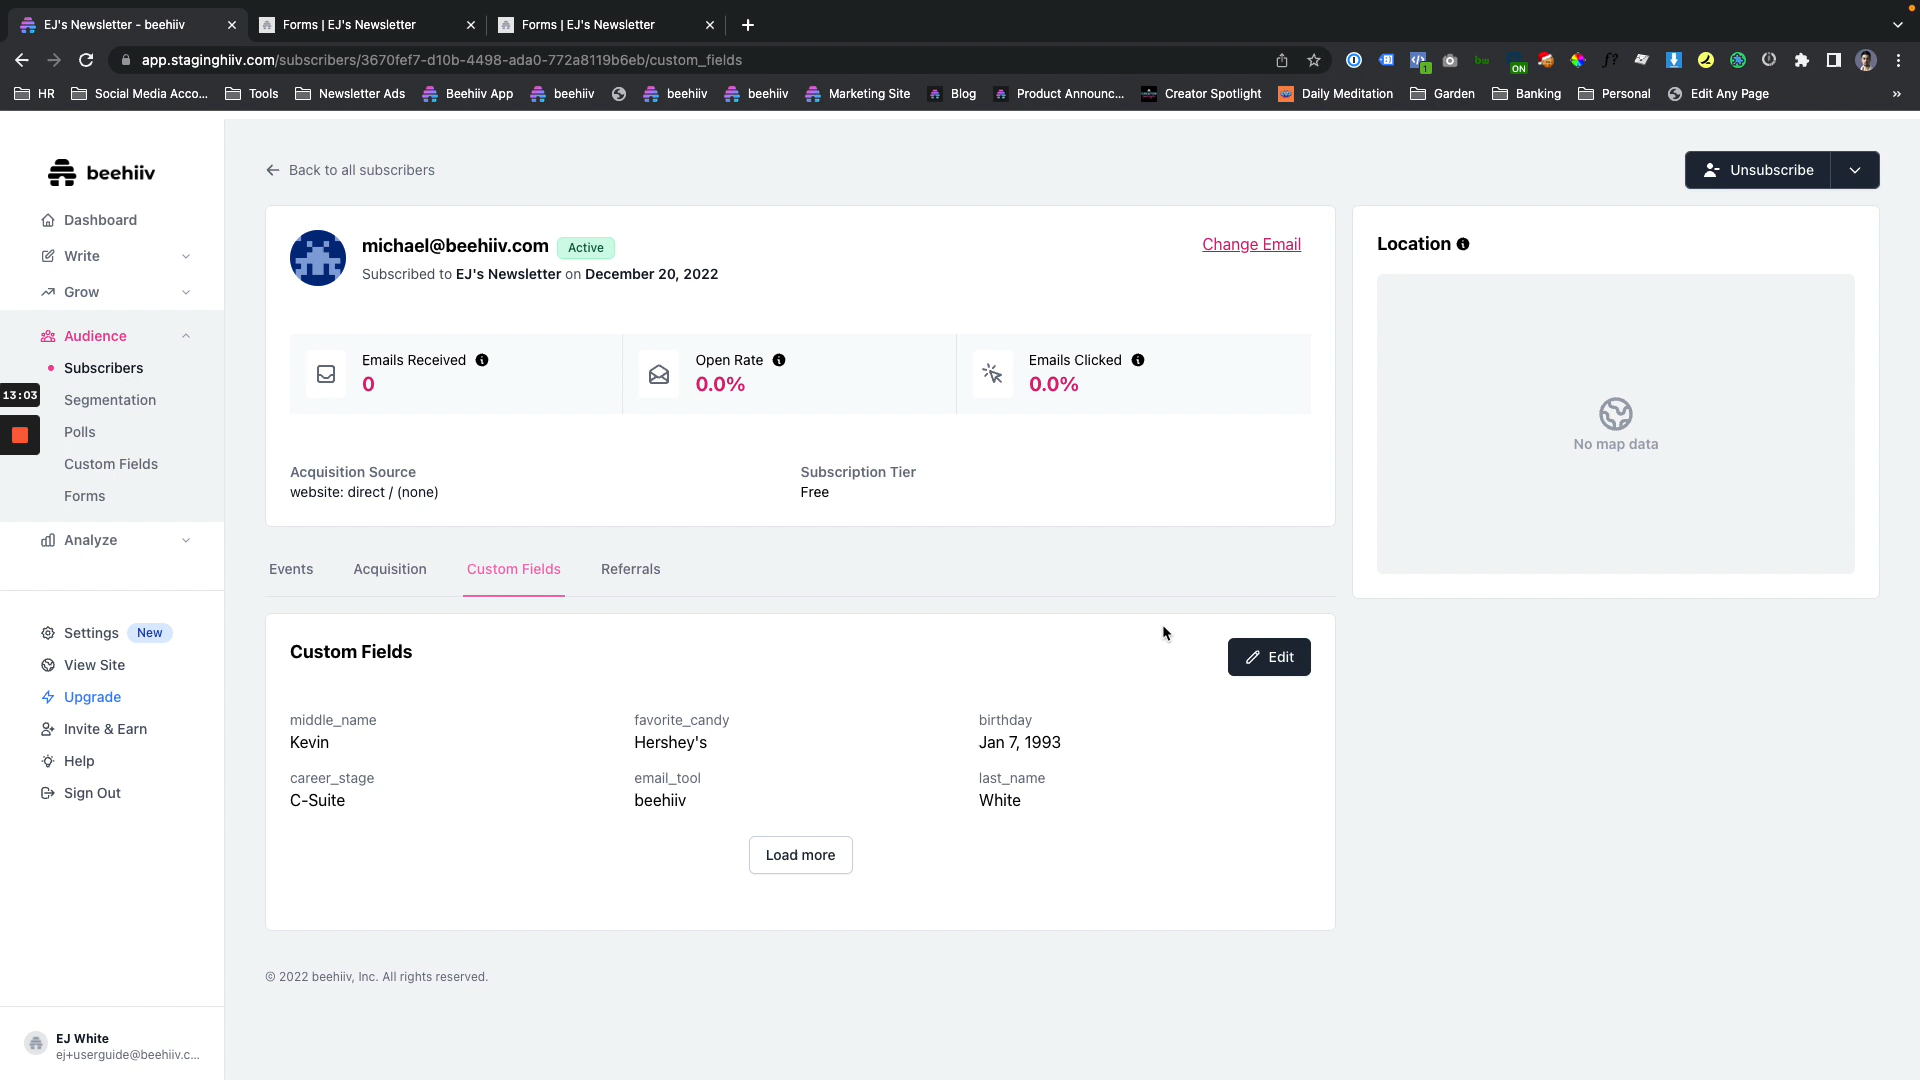 EJ's Newsletter - beehiiv
Forms | EJ's Newsletter
Forms | EJ's Newsletter
app.staginghiiv.com/subscribers/3670fef7-d10b-4498-ada0-772a8119b6eb/custom_fields
1
bw
ON
f?
HR
Social Media Acco...
Tools
Newsletter Ads
Beehiiv App
beehiiv
beehiiv
beehiiv
Marketing Site
Blog
Product Announc...
Creator Spotlight
Daily Meditation
Garden
Banking
Personal
Edit Any Page
»
beehiiv
Dashboard
Write
Grow
Audience
Subscribers
13:03
Segmentation
Polls
Custom Fields
Forms
Analyze
Settings New
View Site
Upgrade
Invite & Earn
Help
Sign Out
EJ White
ej+userguide@beehiiv.c...
Back to all subscribers
Unsubscribe
michael@beehiiv.com Active
Change Email
Subscribed to EJ's Newsletter on December 20, 2022
Emails Received
0
Open Rate
0.0%
Emails Clicked
0.0%
Acquisition Source
website: direct / (none)
Subscription Tier
Free
Location
No map data
Events
Acquisition
Custom Fields
Referrals
Custom Fields
Edit
middle_name
Kevin
favorite_candy
Hershey's
birthday
Jan 7, 1993
career_stage
C-Suite
email_tool
beehiiv
last_name
White
Load more
© 2022 beehiiv, Inc. All rights reserved.